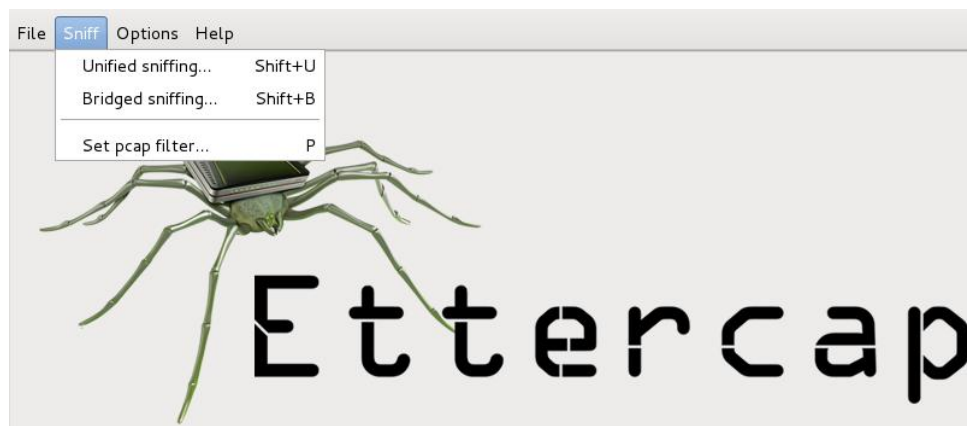 File Sniff Options Help
Unified sniffing... Shift+U
Bridged sniffing... Shift+B
Set pcap filter... P
Ettercap